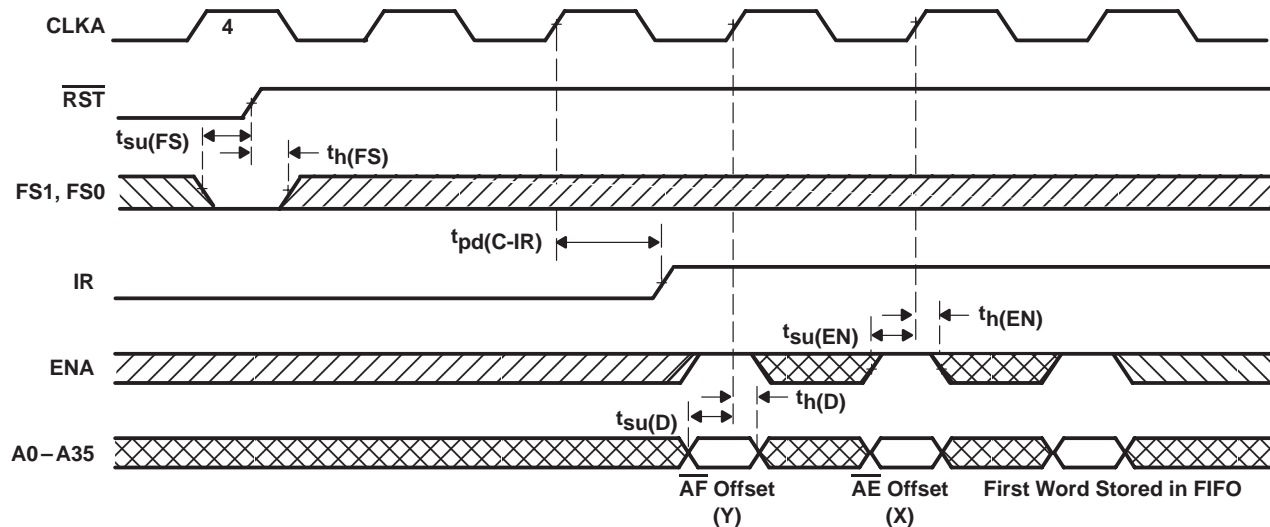 CLKA
4
RST
tsu(FS)
th(FS)
FS1, FS0
tpd(C-IR)
IR
tsu(EN)
th(EN)
ENA
tsu(D)
th(D)
A0–A35
AF Offset
(Y)
AE Offset
(X)
First Word Stored in FIFO